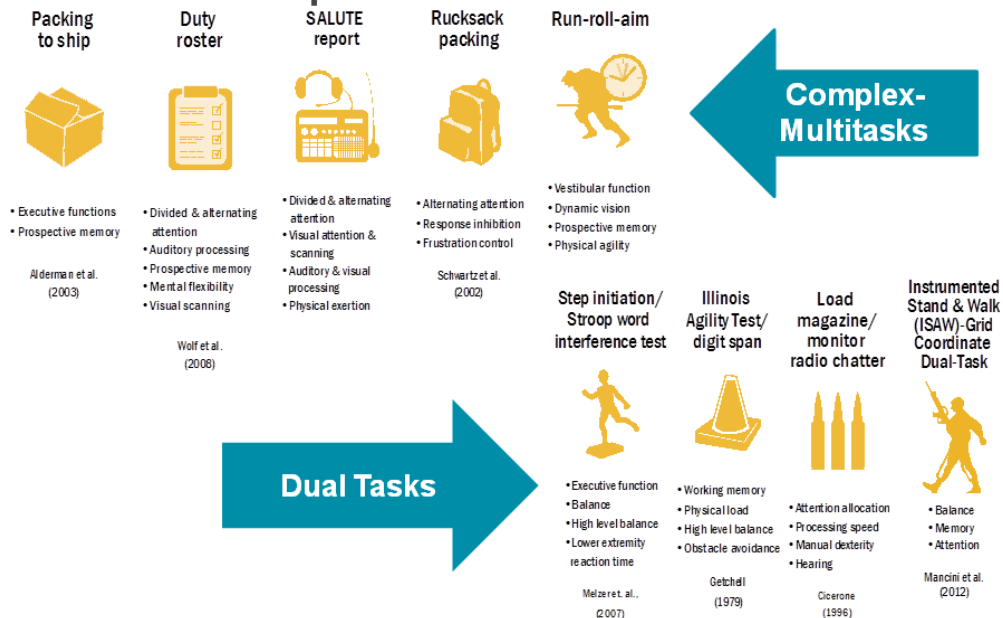 Packing
to ship
• Executive functions
• Prospective memory
Alderman et al.
(2003)
Duty
roster
• Divided & alternating
attention
• Auditory processing
• Prospective memory
• Mental flexibility
• Visual scanning
Wolf et al.
(2008)
SALUTE
report
• Divided & alternating
attention
• Visual attention &
scanning
• Auditory & visual
processing
• Physical exertion
Rucksack
packing
• Alternating attention
• Response inhibition
• Frustration control
Schwartz et al.
(2002)
Run-roll-aim
• Vestibular function
• Dynamic vision
• Prospective memory
• Physical agility
Complex-
Multitasks
Dual Tasks
Step initiation/
Stroop word
interference test
• Executive function
• Balance
• High level balance
• Lower extremity
reaction time
Melzer et. al.,
(2007)
Illinois
Agility Test/
digit span
• Working memory
• Physical load
• High level balance
• Obstacle avoidance
Getchell
(1979)
Load
magazine/
monitor
radio chatter
• Attention allocation
• Processing speed
• Manual dexterity
• Hearing
Cicerone
(1996)
Instrumented
Stand & Walk
(ISAW)-Grid
Coordinate
Dual-Task
• Balance
• Memory
• Attention
Mancini et al.
(2012)